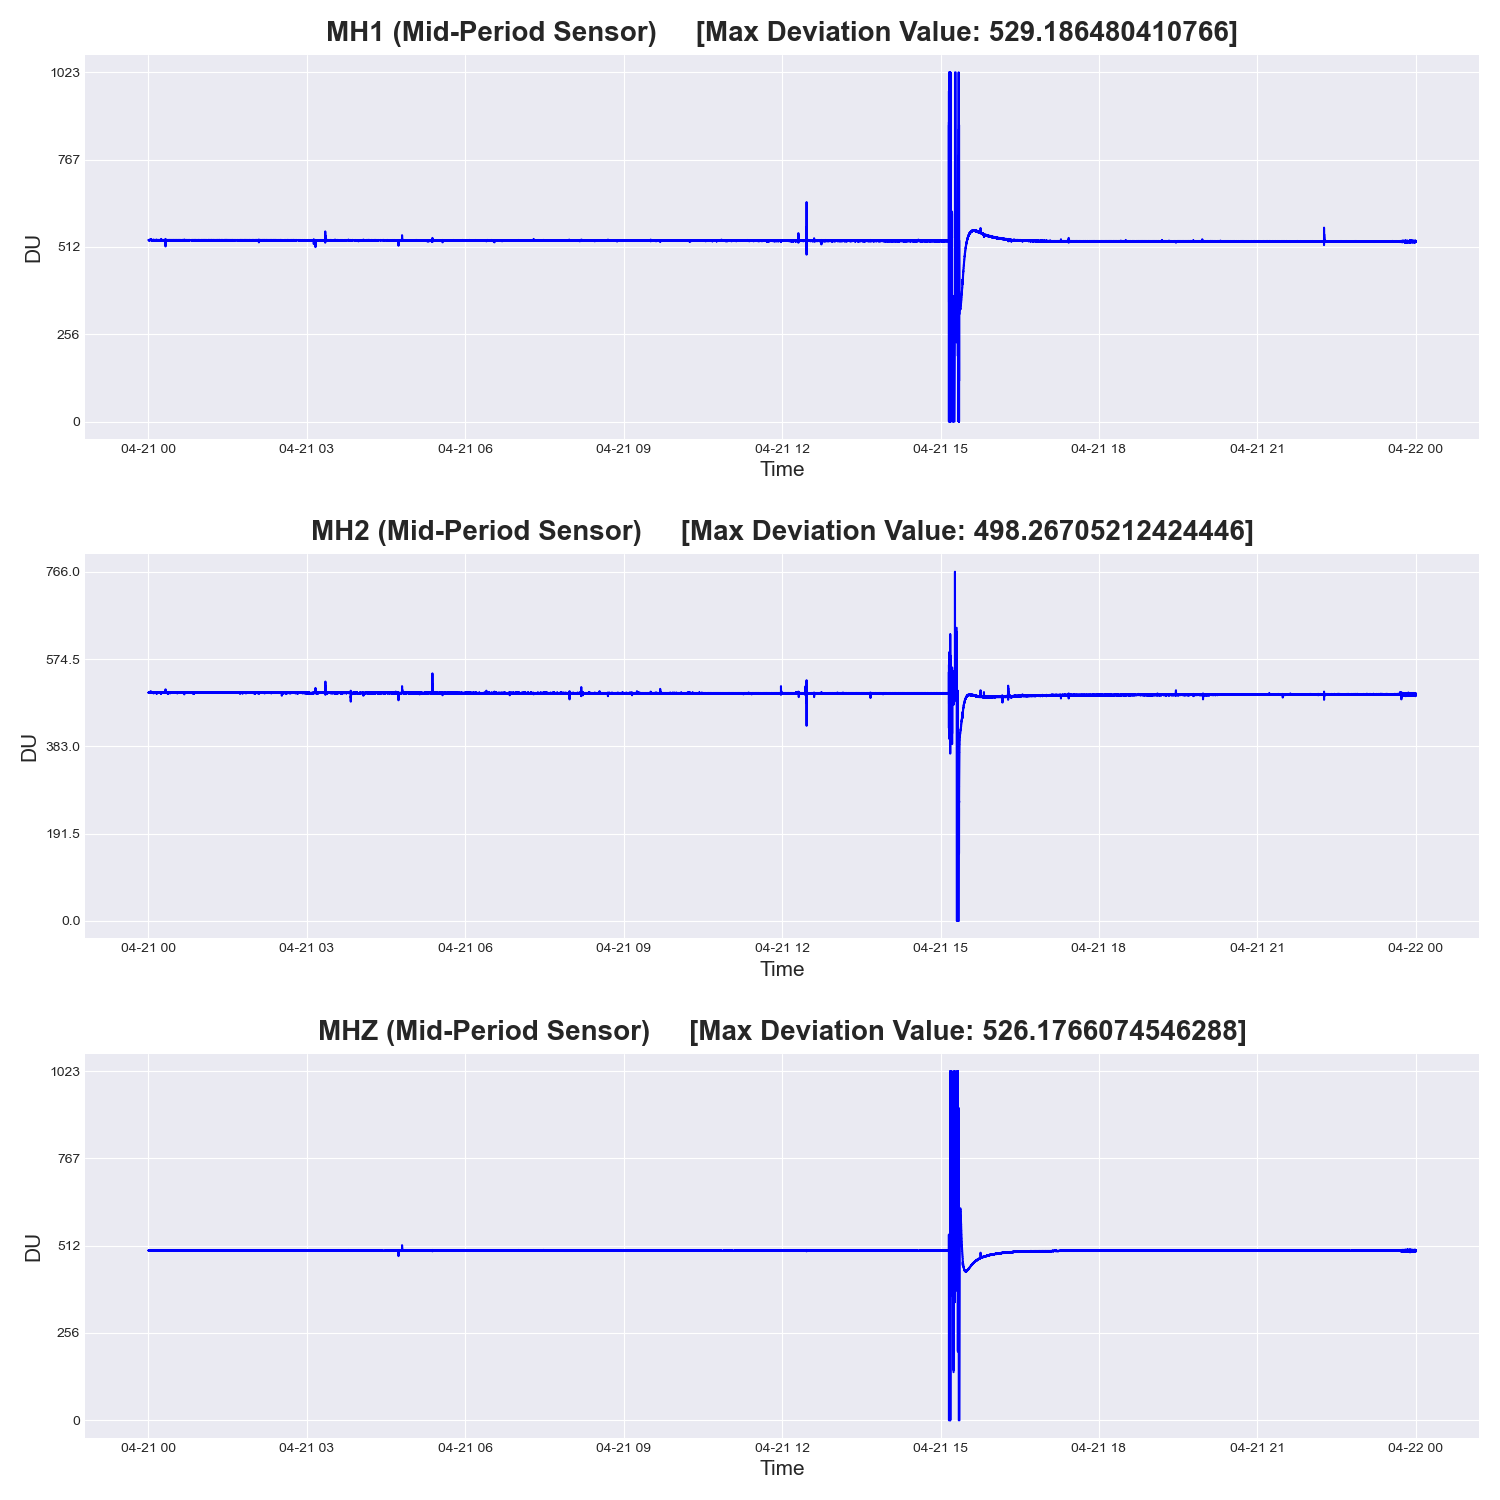 MH1 (Mid-Period Sensor) [Max Deviation Value: 529.186480410766]
1023
767
512
256
0
DU
04-21 00 04-21 03 04-21 06 04-21 09 04-21 12 04-21 15 04-21 18 04-21 21 04-22 00
Time
MH2 (Mid-Period Sensor) [Max Deviation Value: 498.26705212424446]
766.0
574.5
383.0
191.5
0.0
DU
04-21 00 04-21 03 04-21 06 04-21 09 04-21 12 04-21 15 04-21 18 04-21 21 04-22 00
Time
MHZ (Mid-Period Sensor) [Max Deviation Value: 526.1766074546288]
1023
767
512
256
0
DU
04-21 00 04-21 03 04-21 06 04-21 09 04-21 12 04-21 15 04-21 18 04-21 21 04-22 00
Time